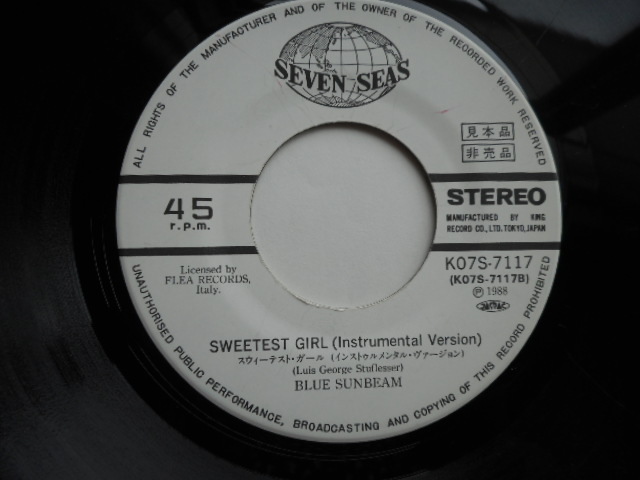 ALL RIGHTS OF THE MANUFACTURER AND OF THE OWNER OF THE RECORDED WORK RESERVED
SEVEN SEAS
見本品
非売品
45
r.p.m.
STEREO
MANUFACTURED BY KING
RECORD CO., LTD. TOKYO, JAPAN
Licensed by
FLEA RECORDS,
Italy.
K07S-7117
(K07S-7117B)
Ⓟ 1988
SWEETEST GIRL (Instrumental Version)
スウィーテスト・ガール (インストゥルメンタル・ヴァージョン)
(Luis George Stuflesser)
BLUE SUNBEAM
UNAUTHORISED PUBLIC PERFORMANCE, BROADCASTING AND COPYING OF THIS RECORD PROHIBITED